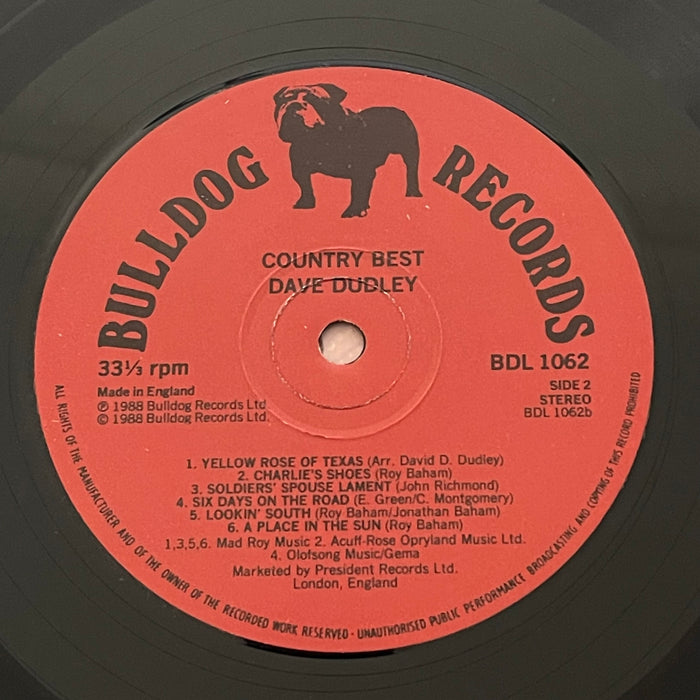 BULLDOG RECORDS
COUNTRY BEST
DAVE DUDLEY
33⅓ rpm
BDL 1062
Made in England
℗ 1988 Bulldog Records Ltd
© 1988 Bulldog Records Ltd.
SIDE 2
STEREO
BDL 1062b
1. YELLOW ROSE OF TEXAS (Arr. David D. Dudley)
2. CHARLIE'S SHOES (Roy Baham)
3. SOLDIERS' SPOUSE LAMENT (John Richmond)
4. SIX DAYS ON THE ROAD (E. Green/C. Montgomery)
5. LOOKIN' SOUTH (Roy Baham/Jonathan Baham)
6. A PLACE IN THE SUN (Roy Baham)
1,3,5,6. Mad Roy Music 2. Acuff-Rose Opryland Music Ltd.
4. Olofsong Music/Gema
Marketed by President Records Ltd.
London, England
ALL RIGHTS OF THE MANUFACTURER AND OF THE OWNER OF THE RECORDED WORK RESERVED · UNAUTHORISED PUBLIC PERFORMANCE BROADCASTING AND COPYING OF THIS RECORD PROHIBITED